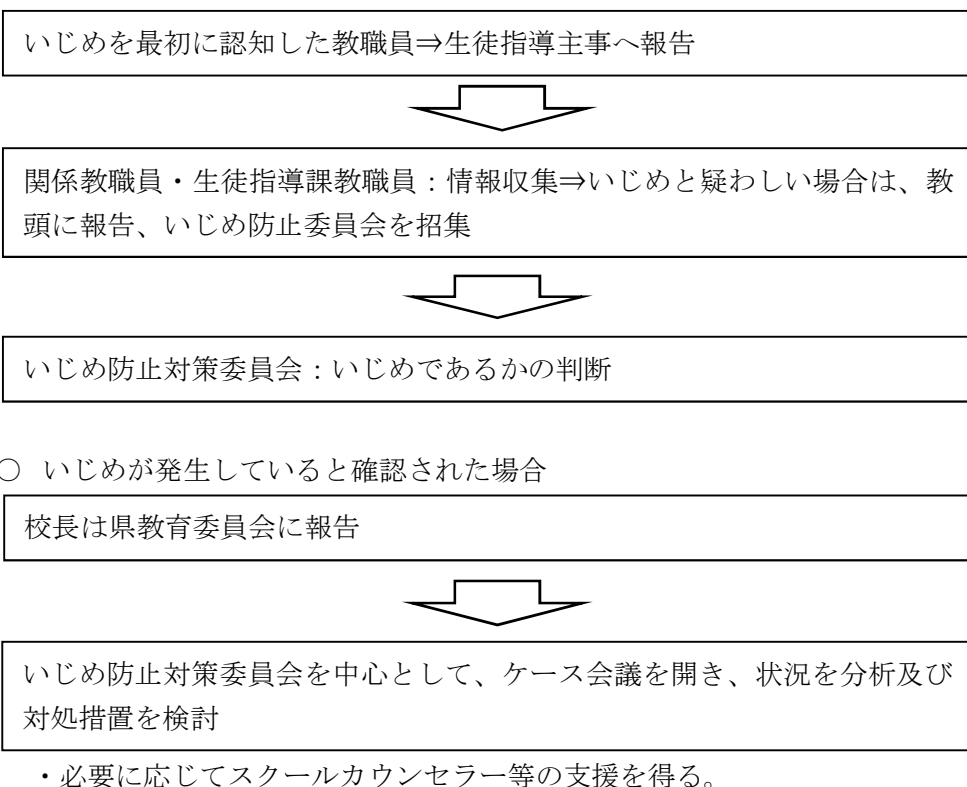 いじめを最初に認知した教職員⇒生徒指導主事へ報告
関係教職員・生徒指導課教職員：情報収集⇒いじめと疑わしい場合は、教
頭に報告、いじめ防止委員会を招集
いじめ防止対策委員会：いじめであるかの判断
○ いじめが発生していると確認された場合
校長は県教育委員会に報告
いじめ防止対策委員会を中心として、ケース会議を開き、状況を分析及び
対処措置を検討
・必要に応じてスクールカウンセラー等の支援を得る。